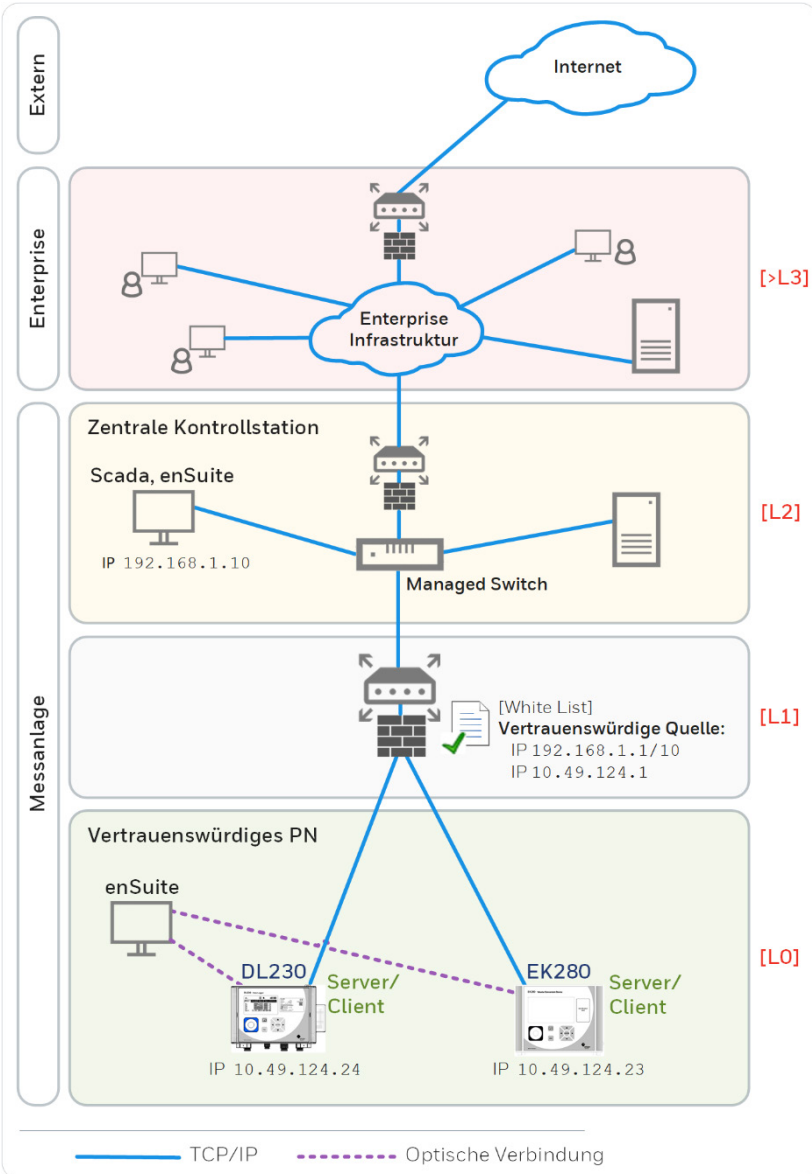 Extern
Internet
Enterprise
Enterprise
Infrastruktur
[>L3]
Messanlage
Zentrale Kontrollstation
Scada, enSuite
IP 192.168.1.10
Managed Switch
[L2]
[White List]
Vertrauenswürdige Quelle:
IP 192.168.1.1/10
IP 10.49.124.1
[L1]
Vertrauenswürdiges PN
enSuite
DL230
Server/
Client
IP 10.49.124.24
EK280
Server/
Client
IP 10.49.124.23
[L0]
TCP/IP
Optische Verbindung